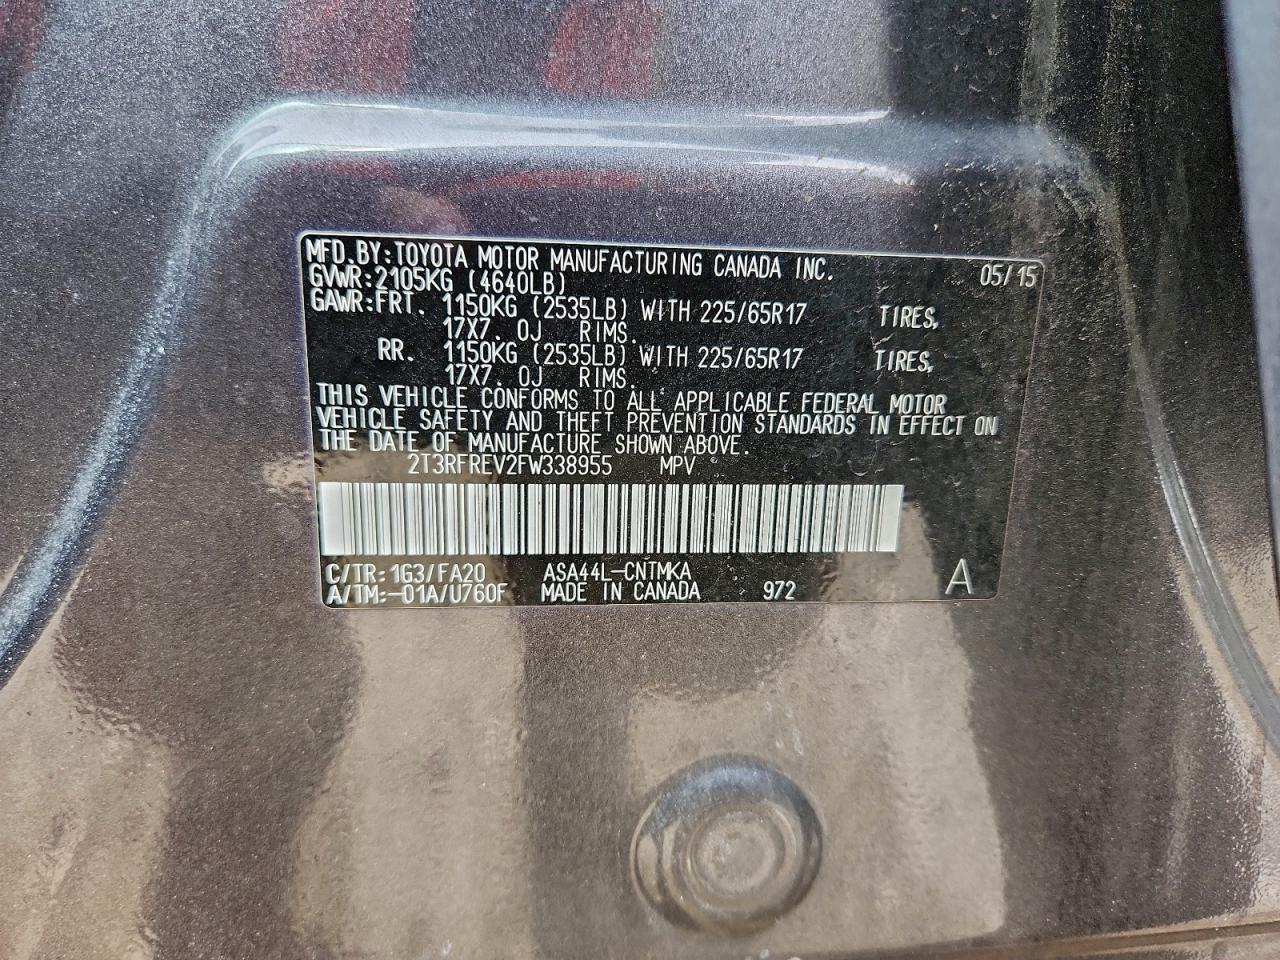 MFD. BY: TOYOTA MOTOR MANUFACTURING CANADA INC. 05/15
GVWR: 2105KG (4640LB)
GAWR: FRT. 1150KG (2535LB) WITH 225/65R17 TIRES,
17X7. 0J RIMS.
RR. 1150KG (2535LB) WITH 225/65R17 TIRES,
17X7. 0J RIMS.
THIS VEHICLE CONFORMS TO ALL APPLICABLE FEDERAL MOTOR
VEHICLE SAFETY AND THEFT PREVENTION STANDARDS IN EFFECT ON
THE DATE OF MANUFACTURE SHOWN ABOVE.
2T3RFREV2FW338955 MPV
C/TR: 1G3/FA20 ASA44L-CNTMKA A
A/TM: -01A/U760F MADE IN CANADA 972